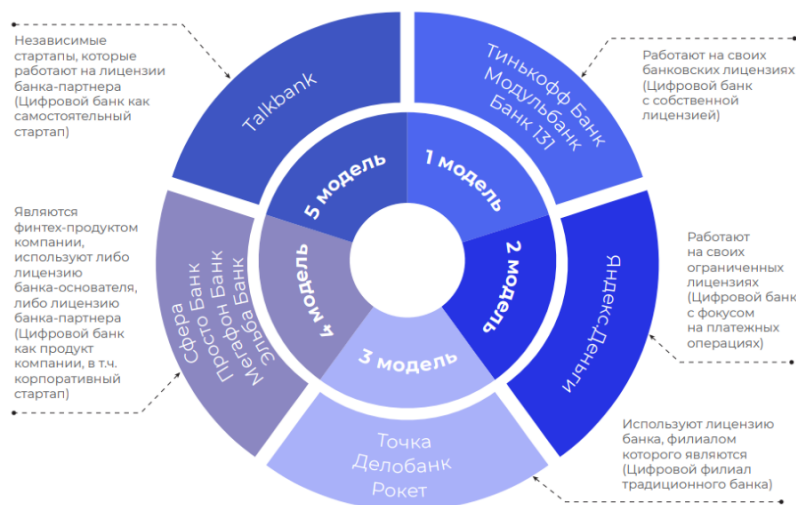 Независимые
стартапы, которые
работают на лицензии
банка-партнера
(Цифровой банк как
самостоятельный
стартап)
Talkbank
5 модель
Тинькофф Банк
Модульбанк
Банк 131
1 модель
Работают на своих
банковских лицензиях
(Цифровой банк
с собственной
лицензией)
Являются
финтех-продуктом
компании,
используют либо
лицензию
банка-основателя,
либо лицензию
банка-партнера
(Цифровой банк
как продукт
компании, в т.ч.
корпоративный
стартап)
Сфера
Просто Банк
Мегафон Банк
Эльба Банк
4 модель
2 модель
Яндекс.Деньги
Работают
на своих
ограниченных
лицензиях
(Цифровой банк
с фокусом
на платежных
операциях)
3 модель
Точка
Делобанк
Рокет
Используют лицензию
банка, филиалом
которого являются
(Цифровой филиал
традиционного банка)